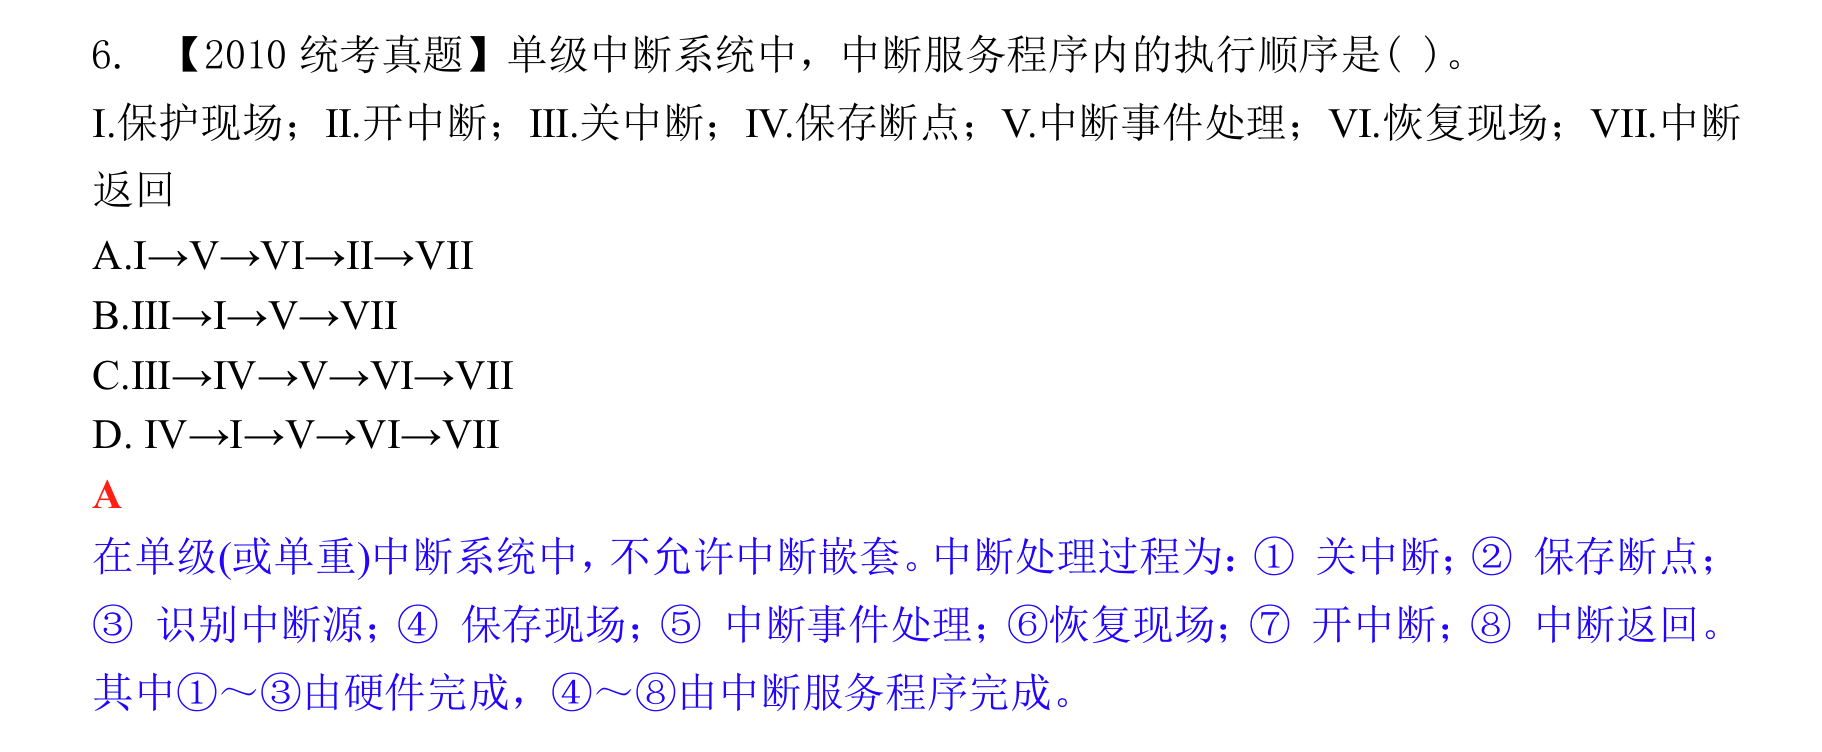 6. 【2010 统考真题】单级中断系统中，中断服务程序内的执行顺序是( )。
I.保护现场；II.开中断；III.关中断；IV.保存断点；V.中断事件处理；VI.恢复现场；VII.中断
返回
A.I→V→VI→II→VII
B.III→I→V→VII
C.III→IV→V→VI→VII
D. IV→I→V→VI→VII
A
在单级(或单重)中断系统中，不允许中断嵌套。中断处理过程为：① 关中断；② 保存断点；
③ 识别中断源；④ 保存现场；⑤ 中断事件处理；⑥恢复现场；⑦ 开中断；⑧ 中断返回。
其中①～③由硬件完成，④～⑧由中断服务程序完成。